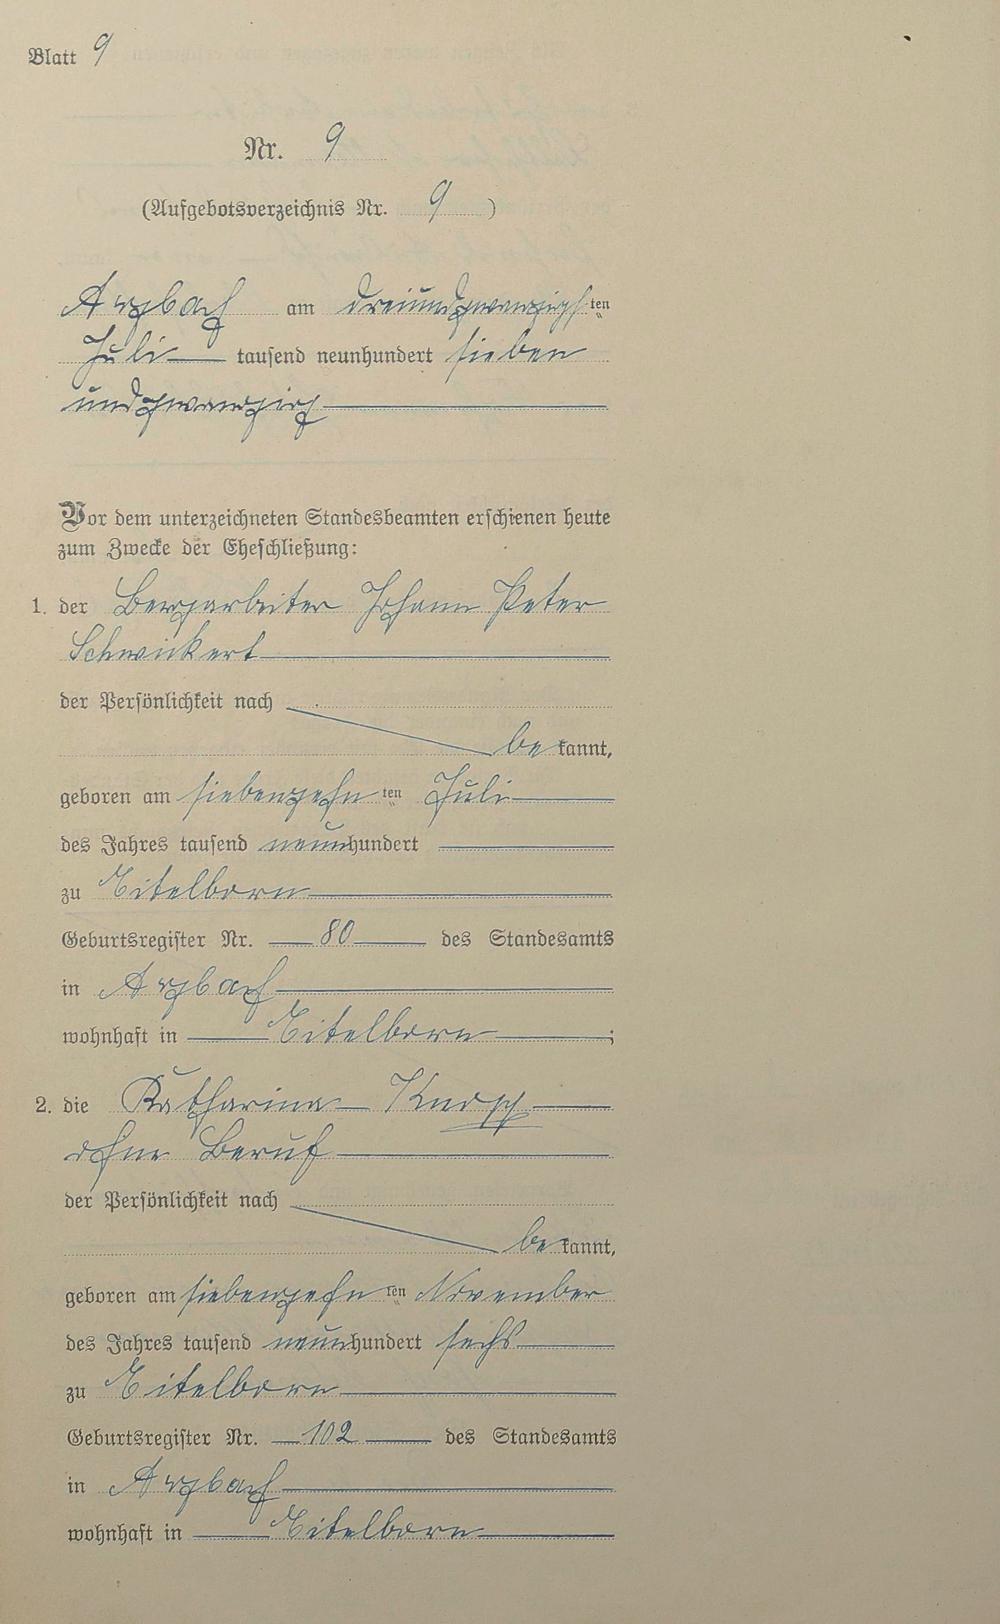 Blatt 9
Nr. 9
(Aufgebotsverzeichnis Nr. 9 )
Arzbach am dreiundzwanzigsten
Juli tausend neunhundert sieben
undzwanzig
Vor dem unterzeichneten Standesbeamten erschienen heute
zum Zwecke der Eheschließung:
1. der Bergarbeiter Johann Peter
Schwickert
der Persönlichkeit nach
bekannt,
geboren am siebenzehnten Juli
des Jahres tausend neunhundert
zu Eitelborn
Geburtsregister Nr. 80 des Standesamts
in Arzbach
wohnhaft in Eitelborn ;
2. die Katharina Knopp
ohne Beruf
der Persönlichkeit nach
bekannt,
geboren am siebenzehnten November
des Jahres tausend neunhundert sechs
zu Eitelborn
Geburtsregister Nr. 102 des Standesamts
in Arzbach
wohnhaft in Eitelborn